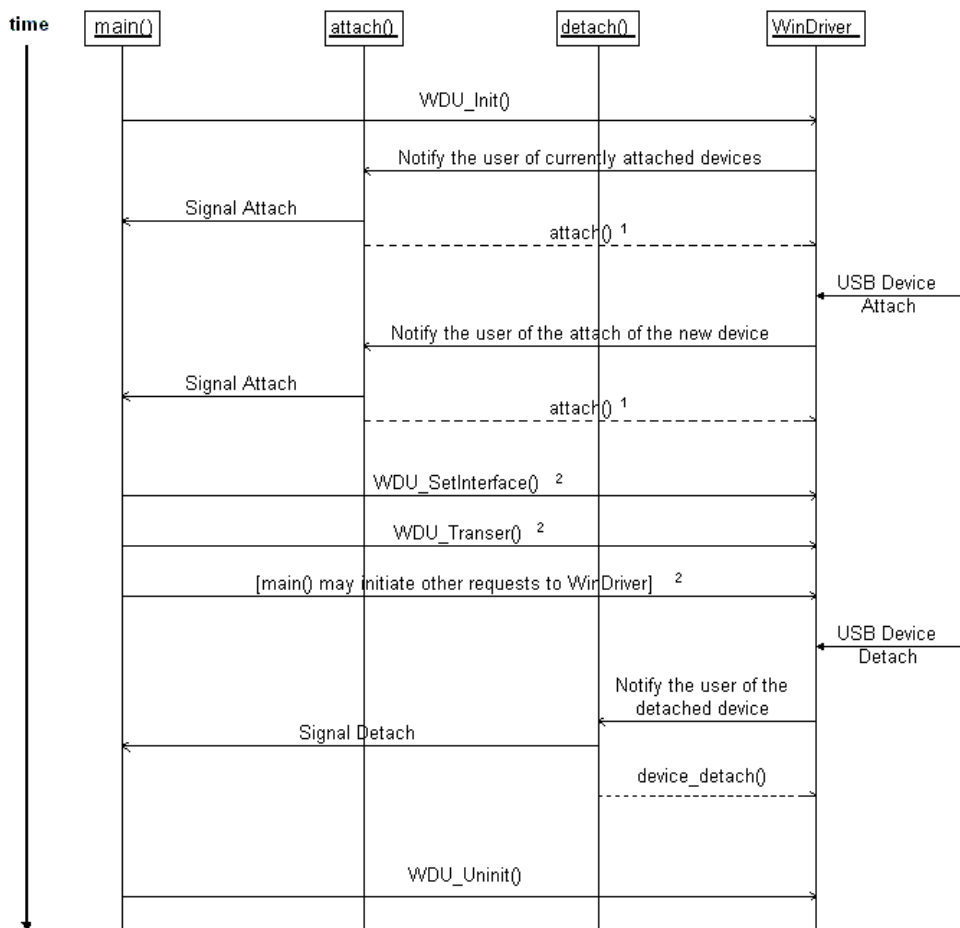 time
main()
attach()
detach()
WinDriver
WDU_Init()
Notify the user of currently attached devices
Signal Attach
attach() 1
USB Device
Attach
Notify the user of the attach of the new device
Signal Attach
attach() 1
WDU_SetInterface() 2
WDU_Transer() 2
[main() may initiate other requests to WinDriver] 2
USB Device
Detach
Notify the user of the
detached device
Signal Detach
device_detach()
WDU_Uninit()